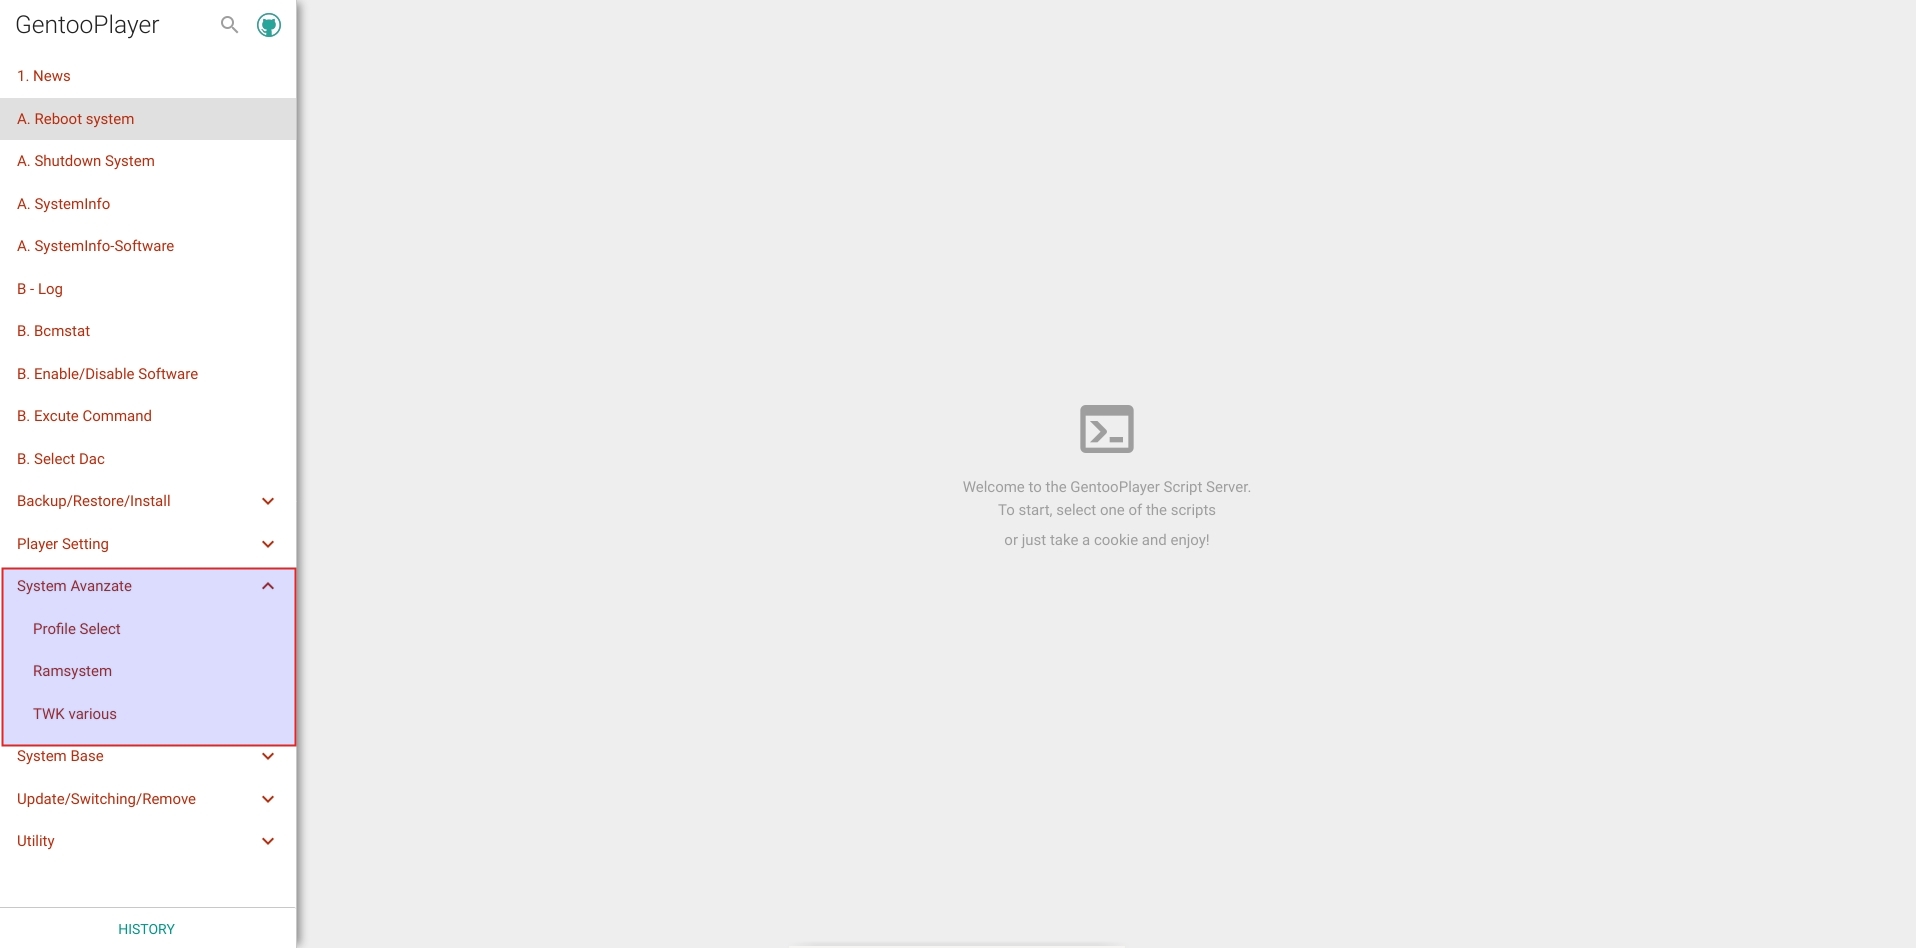 GentooPlayer
1. News
A. Reboot system
A. Shutdown System
A. SystemInfo
A. SystemInfo-Software
B - Log
B. Bcmstat
B. Enable/Disable Software
B. Excute Command
B. Select Dac
Backup/Restore/Install
Player Setting
System Avanzate
Profile Select
Ramsystem
TWK various
System Base
Update/Switching/Remove
Utility
HISTORY
Welcome to the GentooPlayer Script Server.
To start, select one of the scripts
or just take a cookie and enjoy!